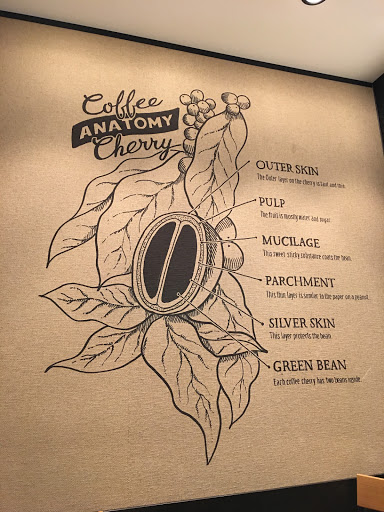 Coffee
ANATOMY
Cherry
OUTER SKIN
The Outer layer on the cherry is taut and thin.
PULP
The fruit is mostly water and sugar.
MUCILAGE
This sweet sticky substance coats the bean.
PARCHMENT
This thin layer is similar to the paper on a peanut.
SILVER SKIN
This layer protects the bean.
GREEN BEAN
Each coffee cherry has two beans inside.